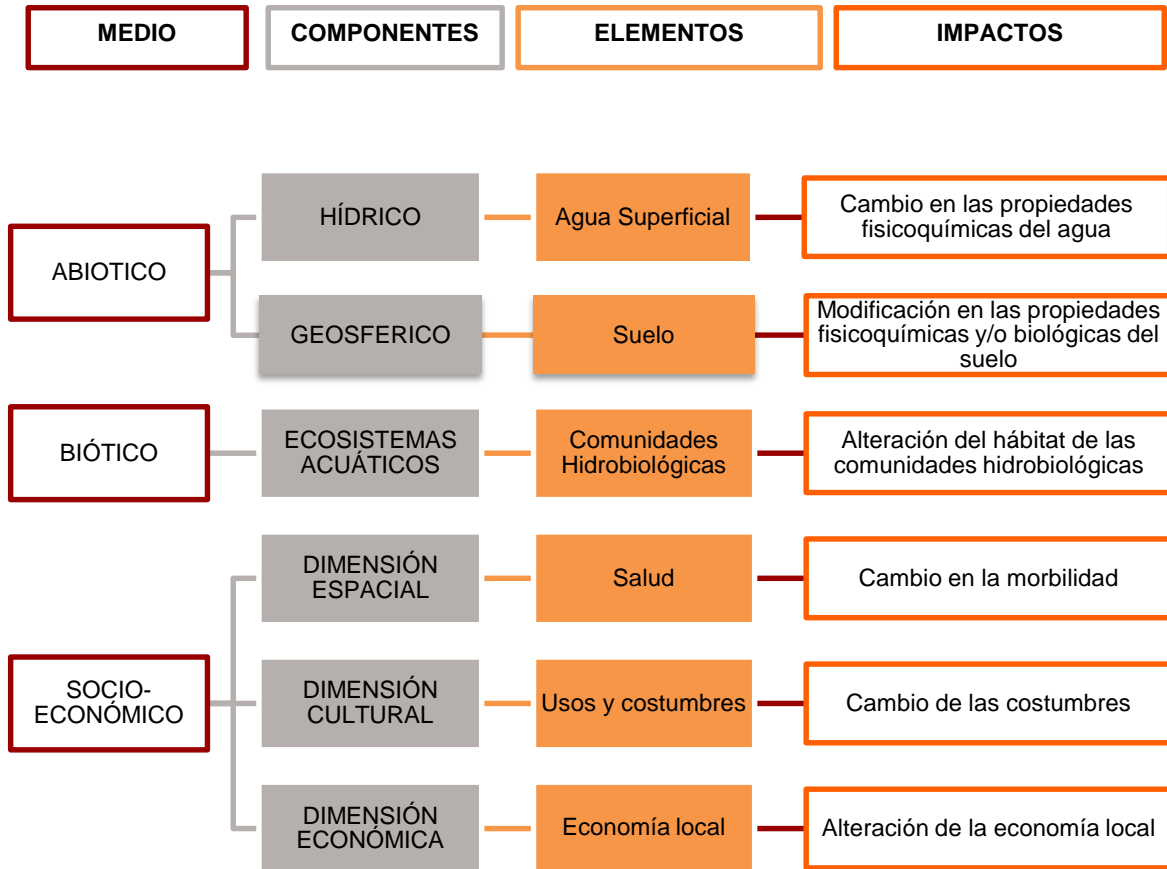 MEDIO
COMPONENTES
ELEMENTOS
IMPACTOS
ABIOTICO
HÍDRICO
Agua Superficial
Cambio en las propiedades
fisicoquímicas del agua
GEOSFERICO
Suelo
Modificación en las propiedades
fisicoquímicas y/o biológicas del
suelo
BIÓTICO
ECOSISTEMAS
ACUÁTICOS
Comunidades
Hidrobiológicas
Alteración del hábitat de las
comunidades hidrobiológicas
SOCIO-
ECONÓMICO
DIMENSIÓN
ESPACIAL
Salud
Cambio en la morbilidad
DIMENSIÓN
CULTURAL
Usos y costumbres
Cambio de las costumbres
DIMENSIÓN
ECONÓMICA
Economía local
Alteración de la economía local